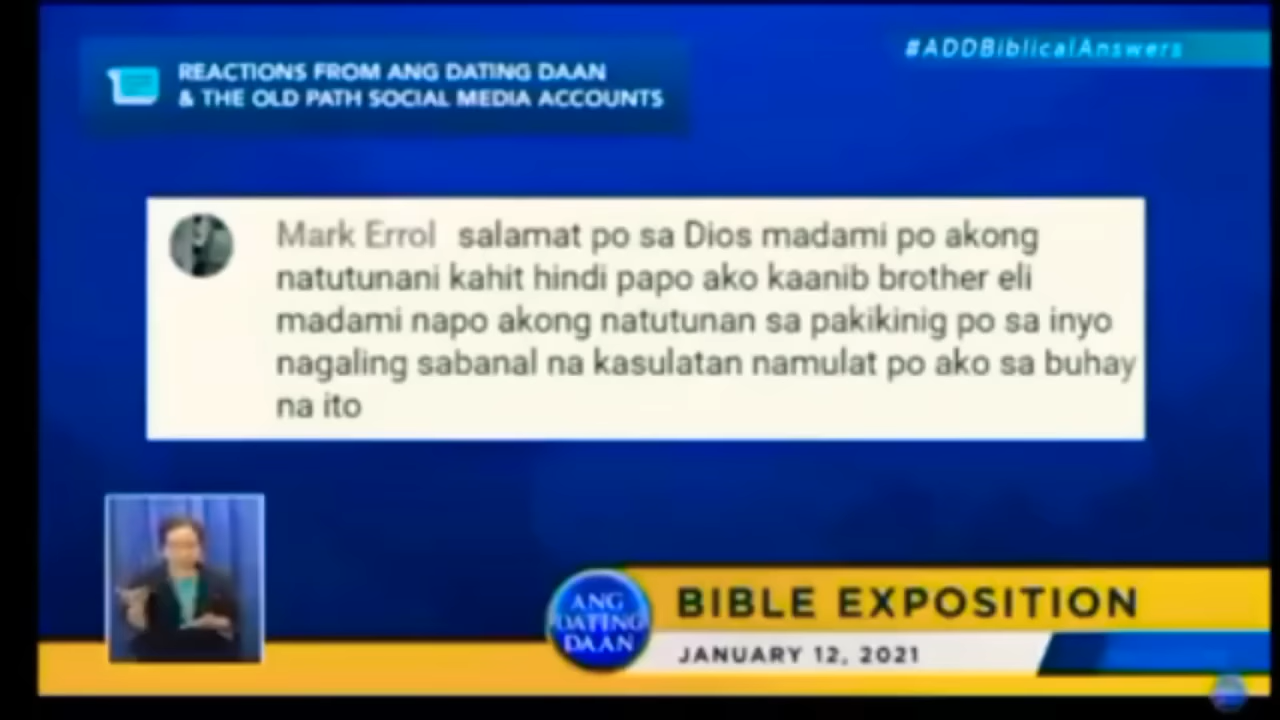 #ADDBiblicalAnswers
REACTIONS FROM ANG DATING DAAN
& THE OLD PATH SOCIAL MEDIA ACCOUNTS
Mark Errol salamat po sa Dios madami po akong
natutunani kahit hindi papo ako kaanib brother eli
madami napo akong natutunan sa pakikinig po sa inyo
nagaling sabanal na kasulatan namulat po ako sa buhay
na ito
ANG
DATING
DAAN
BIBLE EXPOSITION
JANUARY 12, 2021